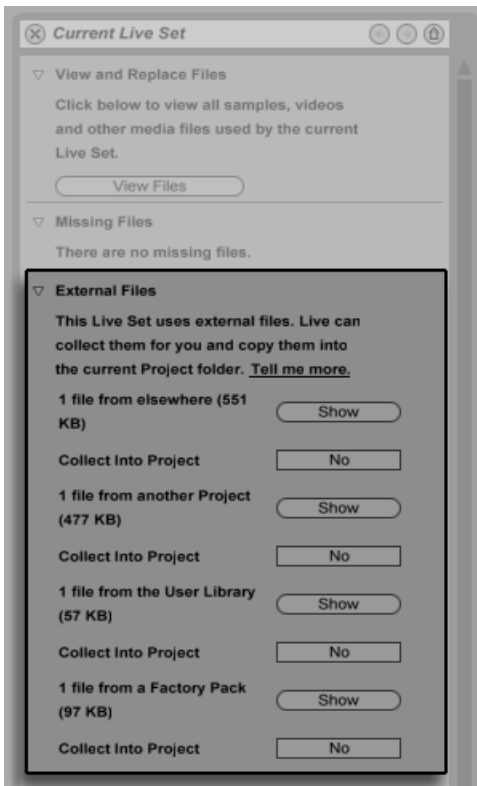 Current Live Set
View and Replace Files
Click below to view all samples, videos
and other media files used by the current
Live Set.
View Files
Missing Files
There are no missing files.
External Files
This Live Set uses external files. Live can
collect them for you and copy them into
the current Project folder. Tell me more.
1 file from elsewhere (551
KB)
Show
Collect Into Project
No
1 file from another Project
(477 KB)
Show
Collect Into Project
No
1 file from the User Library
(57 KB)
Show
Collect Into Project
No
1 file from a Factory Pack
(97 KB)
Show
Collect Into Project
No